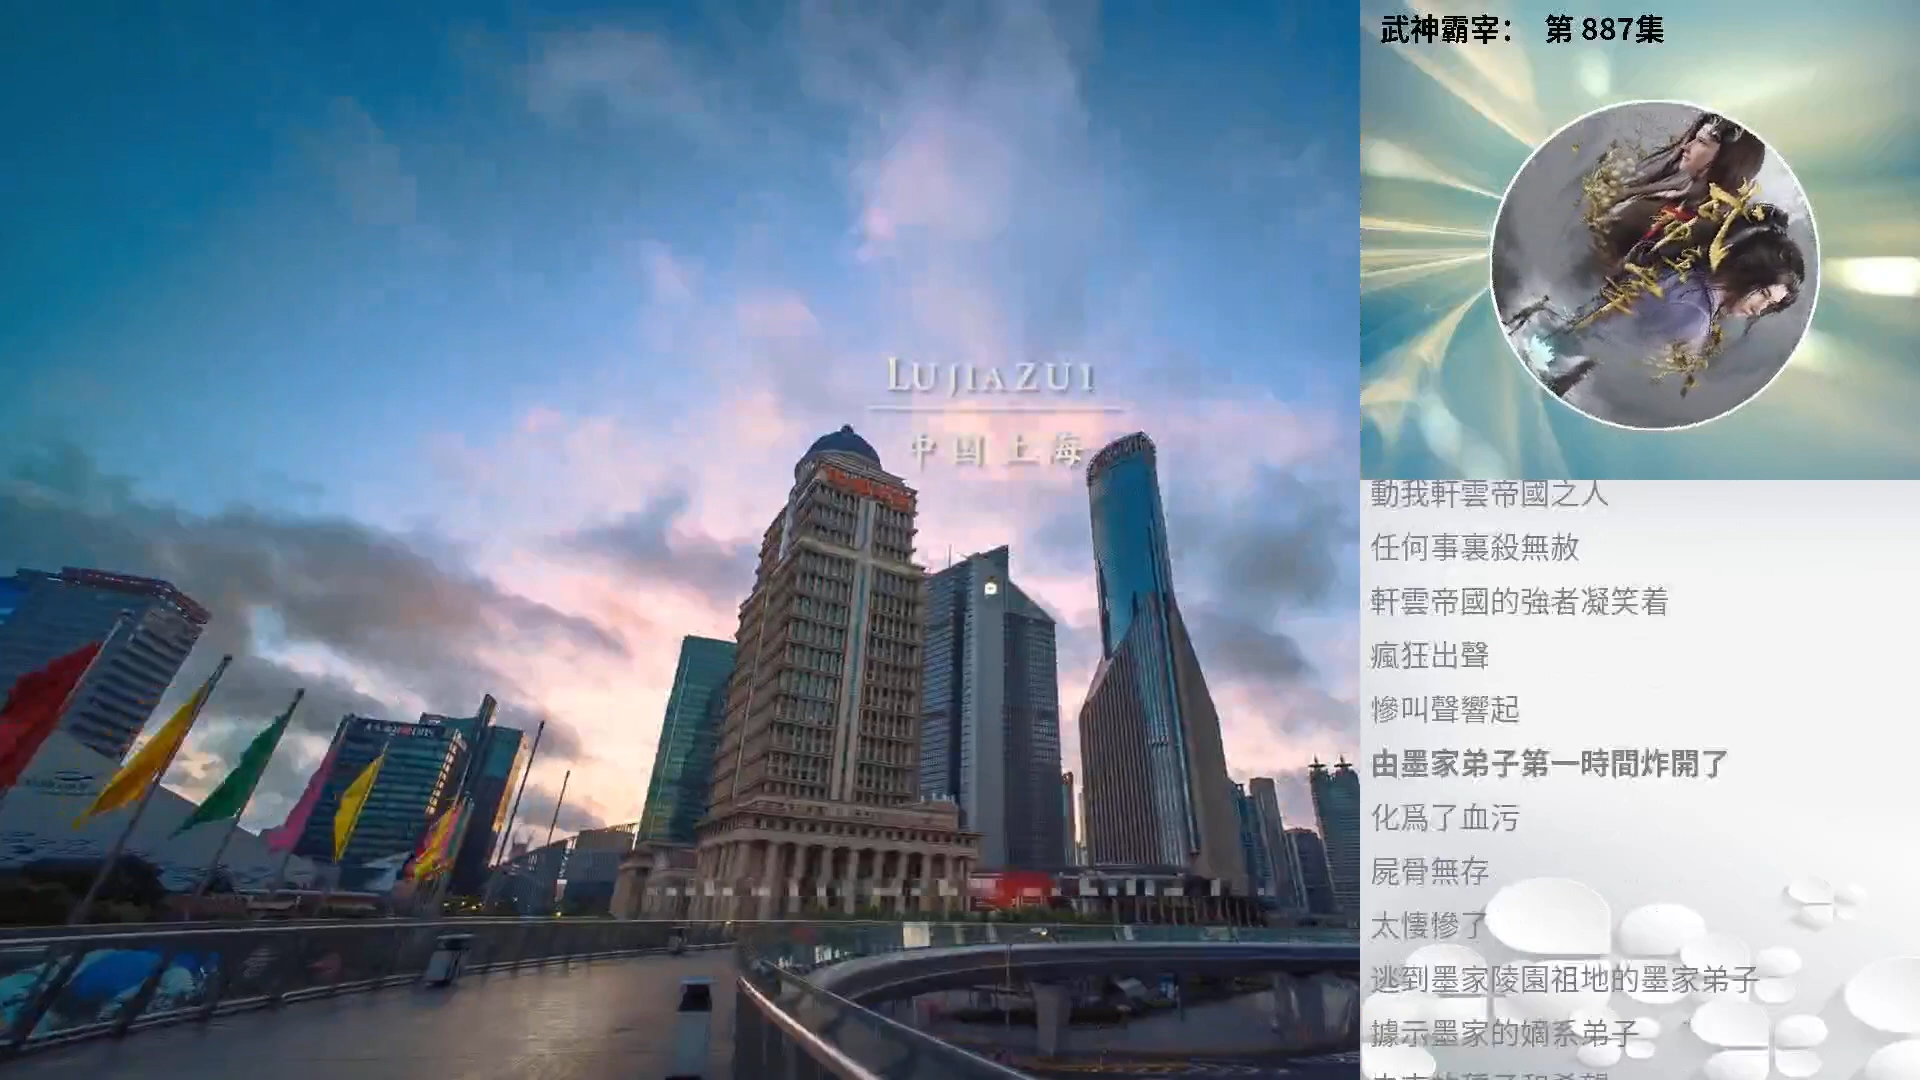 武神霸宰： 第 887集
LUJIAZUI
中国上海
動我軒雲帝國之人
任何事裏殺無赦
軒雲帝國的強者凝笑着
瘋狂出聲
慘叫聲響起
由墨家弟子第一時間炸開了
化爲了血污
屍骨無存
太悽慘了
逃到墨家陵園祖地的墨家弟子
據示墨家的嫡系弟子